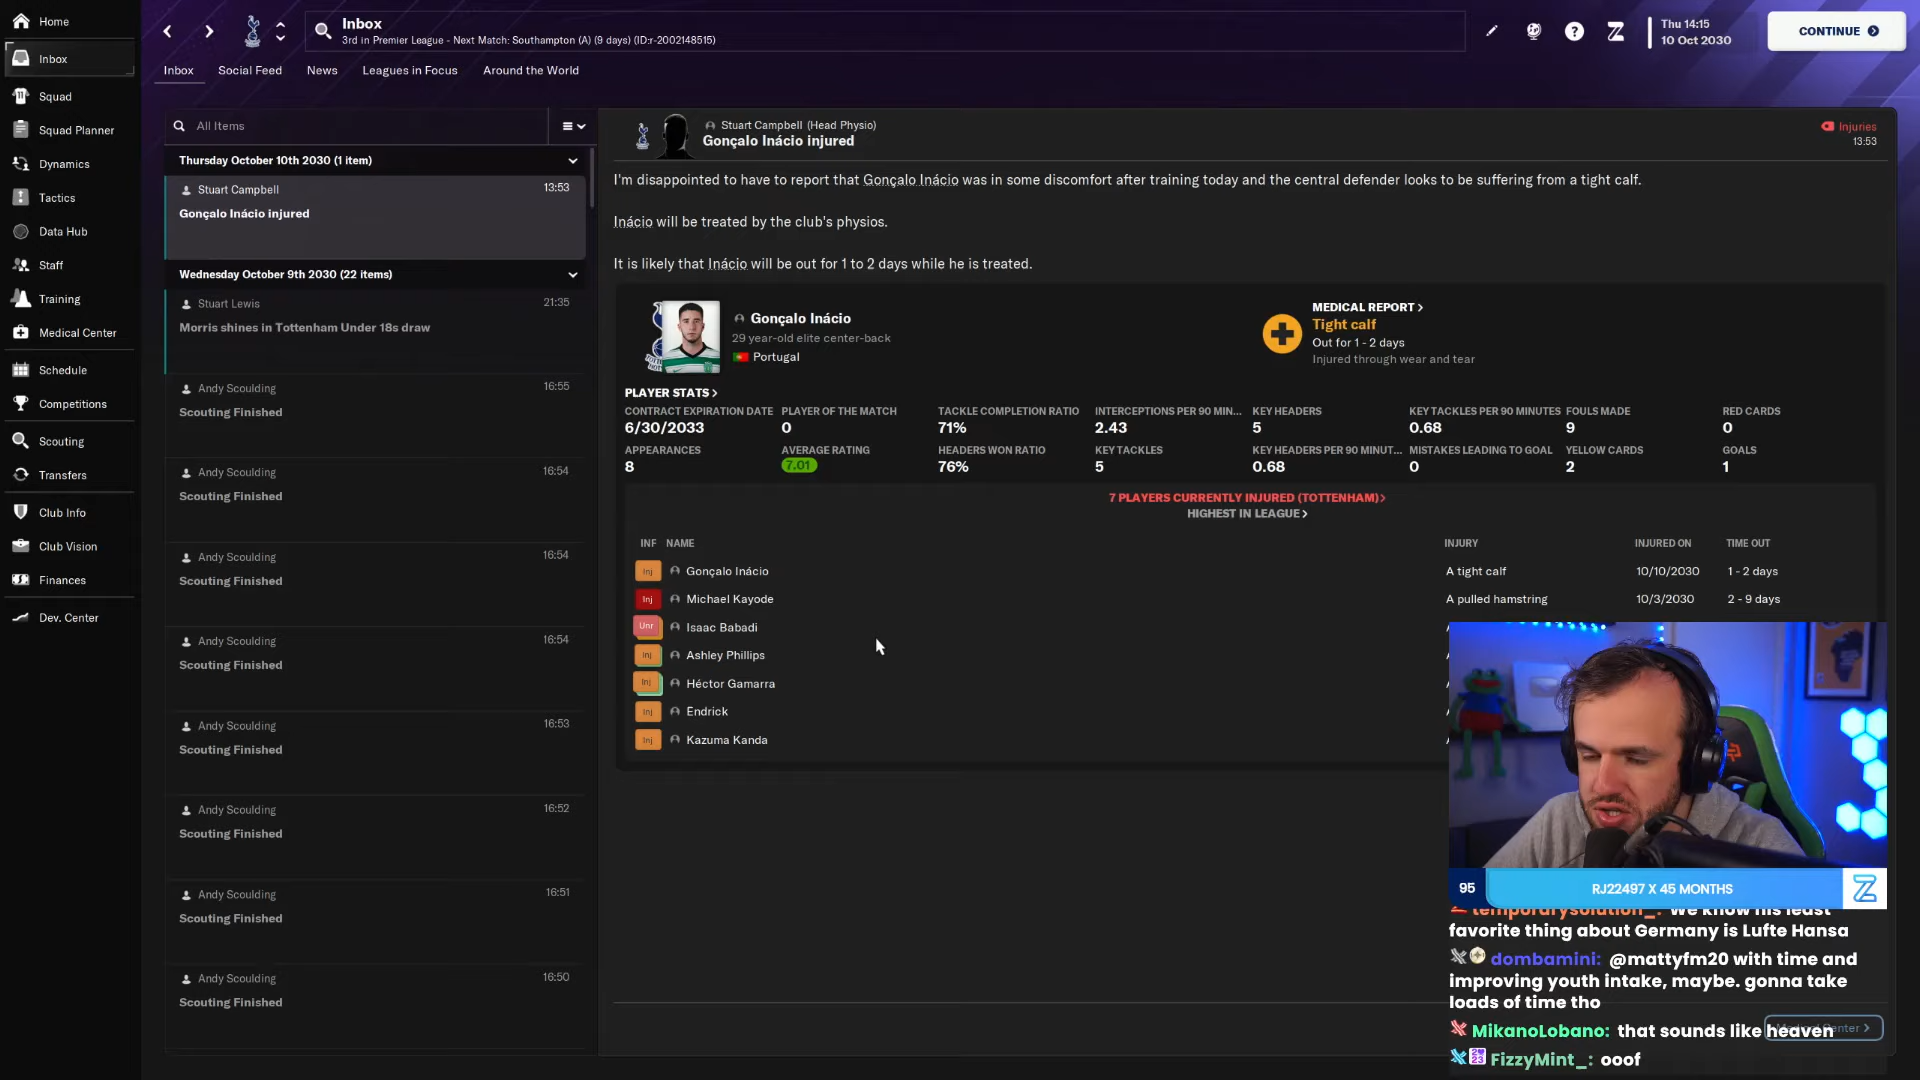 Home
Inbox
Squad
Squad Planner
Dynamics
Tactics
Data Hub
Staff
Training
Medical Center
Schedule
Competitions
Scouting
Transfers
Club Info
Club Vision
Finances
Dev. Center
Inbox
3rd in Premier League - Next Match: Southampton (A) (9 days) (ID:r-2002148515)
Thu 14:15
10 Oct 2030
CONTINUE
Inbox Social Feed News Leagues in Focus Around the World
All Items
Thursday October 10th 2030 (1 item)
Stuart Campbell 13:53
Gonçalo Inácio injured
Wednesday October 9th 2030 (22 items)
Stuart Lewis 21:35
Morris shines in Tottenham Under 18s draw
Andy Scoulding 16:55
Scouting Finished
Andy Scoulding 16:54
Scouting Finished
Andy Scoulding 16:54
Scouting Finished
Andy Scoulding 16:54
Scouting Finished
Andy Scoulding 16:53
Scouting Finished
Andy Scoulding 16:52
Scouting Finished
Andy Scoulding 16:51
Scouting Finished
Andy Scoulding 16:50
Scouting Finished
Stuart Campbell (Head Physio)
Gonçalo Inácio injured
Injuries
13:53
I'm disappointed to have to report that Gonçalo Inácio was in some discomfort after training today and the central defender looks to be suffering from a tight calf.
Inácio will be treated by the club's physios.
It is likely that Inácio will be out for 1 to 2 days while he is treated.
Gonçalo Inácio
29 year-old elite center-back
Portugal
MEDICAL REPORT >
Tight calf
Out for 1 - 2 days
Injured through wear and tear
PLAYER STATS >
CONTRACT EXPIRATION DATE PLAYER OF THE MATCH TACKLE COMPLETION RATIO INTERCEPTIONS PER 90 MIN... KEY HEADERS KEY TACKLES PER 90 MINUTES FOULS MADE RED CARDS
6/30/2033 0 71% 2.43 5 0.68 9 0
APPEARANCES AVERAGE RATING HEADERS WON RATIO KEY TACKLES KEY HEADERS PER 90 MINUT... MISTAKES LEADING TO GOAL YELLOW CARDS GOALS
8 7.01 76% 5 0.68 0 2 1
7 PLAYERS CURRENTLY INJURED (TOTTENHAM) >
HIGHEST IN LEAGUE >
INF NAME INJURY INJURED ON TIME OUT
Inj Gonçalo Inácio A tight calf 10/10/2030 1 - 2 days
Inj Michael Kayode A pulled hamstring 10/3/2030 2 - 9 days
Unr Isaac Babadi
Inj Ashley Phillips
Inj Héctor Gamarra
Inj Endrick
Inj Kazuma Kanda
95 RJ22497 X 45 MONTHS
temporarysolution_: We know his least
favorite thing about Germany is Lufte Hansa
dombamini: @mattyfm20 with time and
improving youth intake, maybe. gonna take
loads of time tho
MikanoLobano: that sounds like heaven
FizzyMint_: ooof